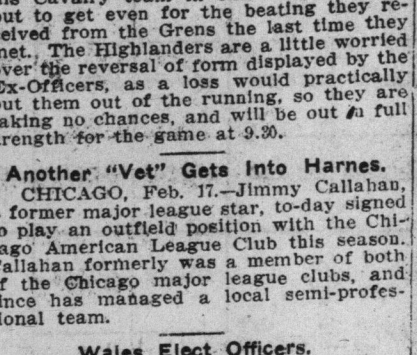 his Cavalry team in
out to get even for the beating they re-
ceived from the Grens the last time they
met. The Highlanders are a little worried
over the reversal of form displayed by the
Ex-Officers, as a loss would practically
put them out of the running, so they are
taking no chances, and will be out in full
strength for the game at 9.30.
Another "Vet" Gets Into Harnes.
CHICAGO, Feb. 17.—Jimmy Callahan,
a former major league star, to-day signed
to play an outfield position with the Chi-
cago American League Club this season.
Callahan formerly was a member of both
of the Chicago major league clubs, and
since has managed a local semi-profes-
sional team.
Wales Elect Officers.